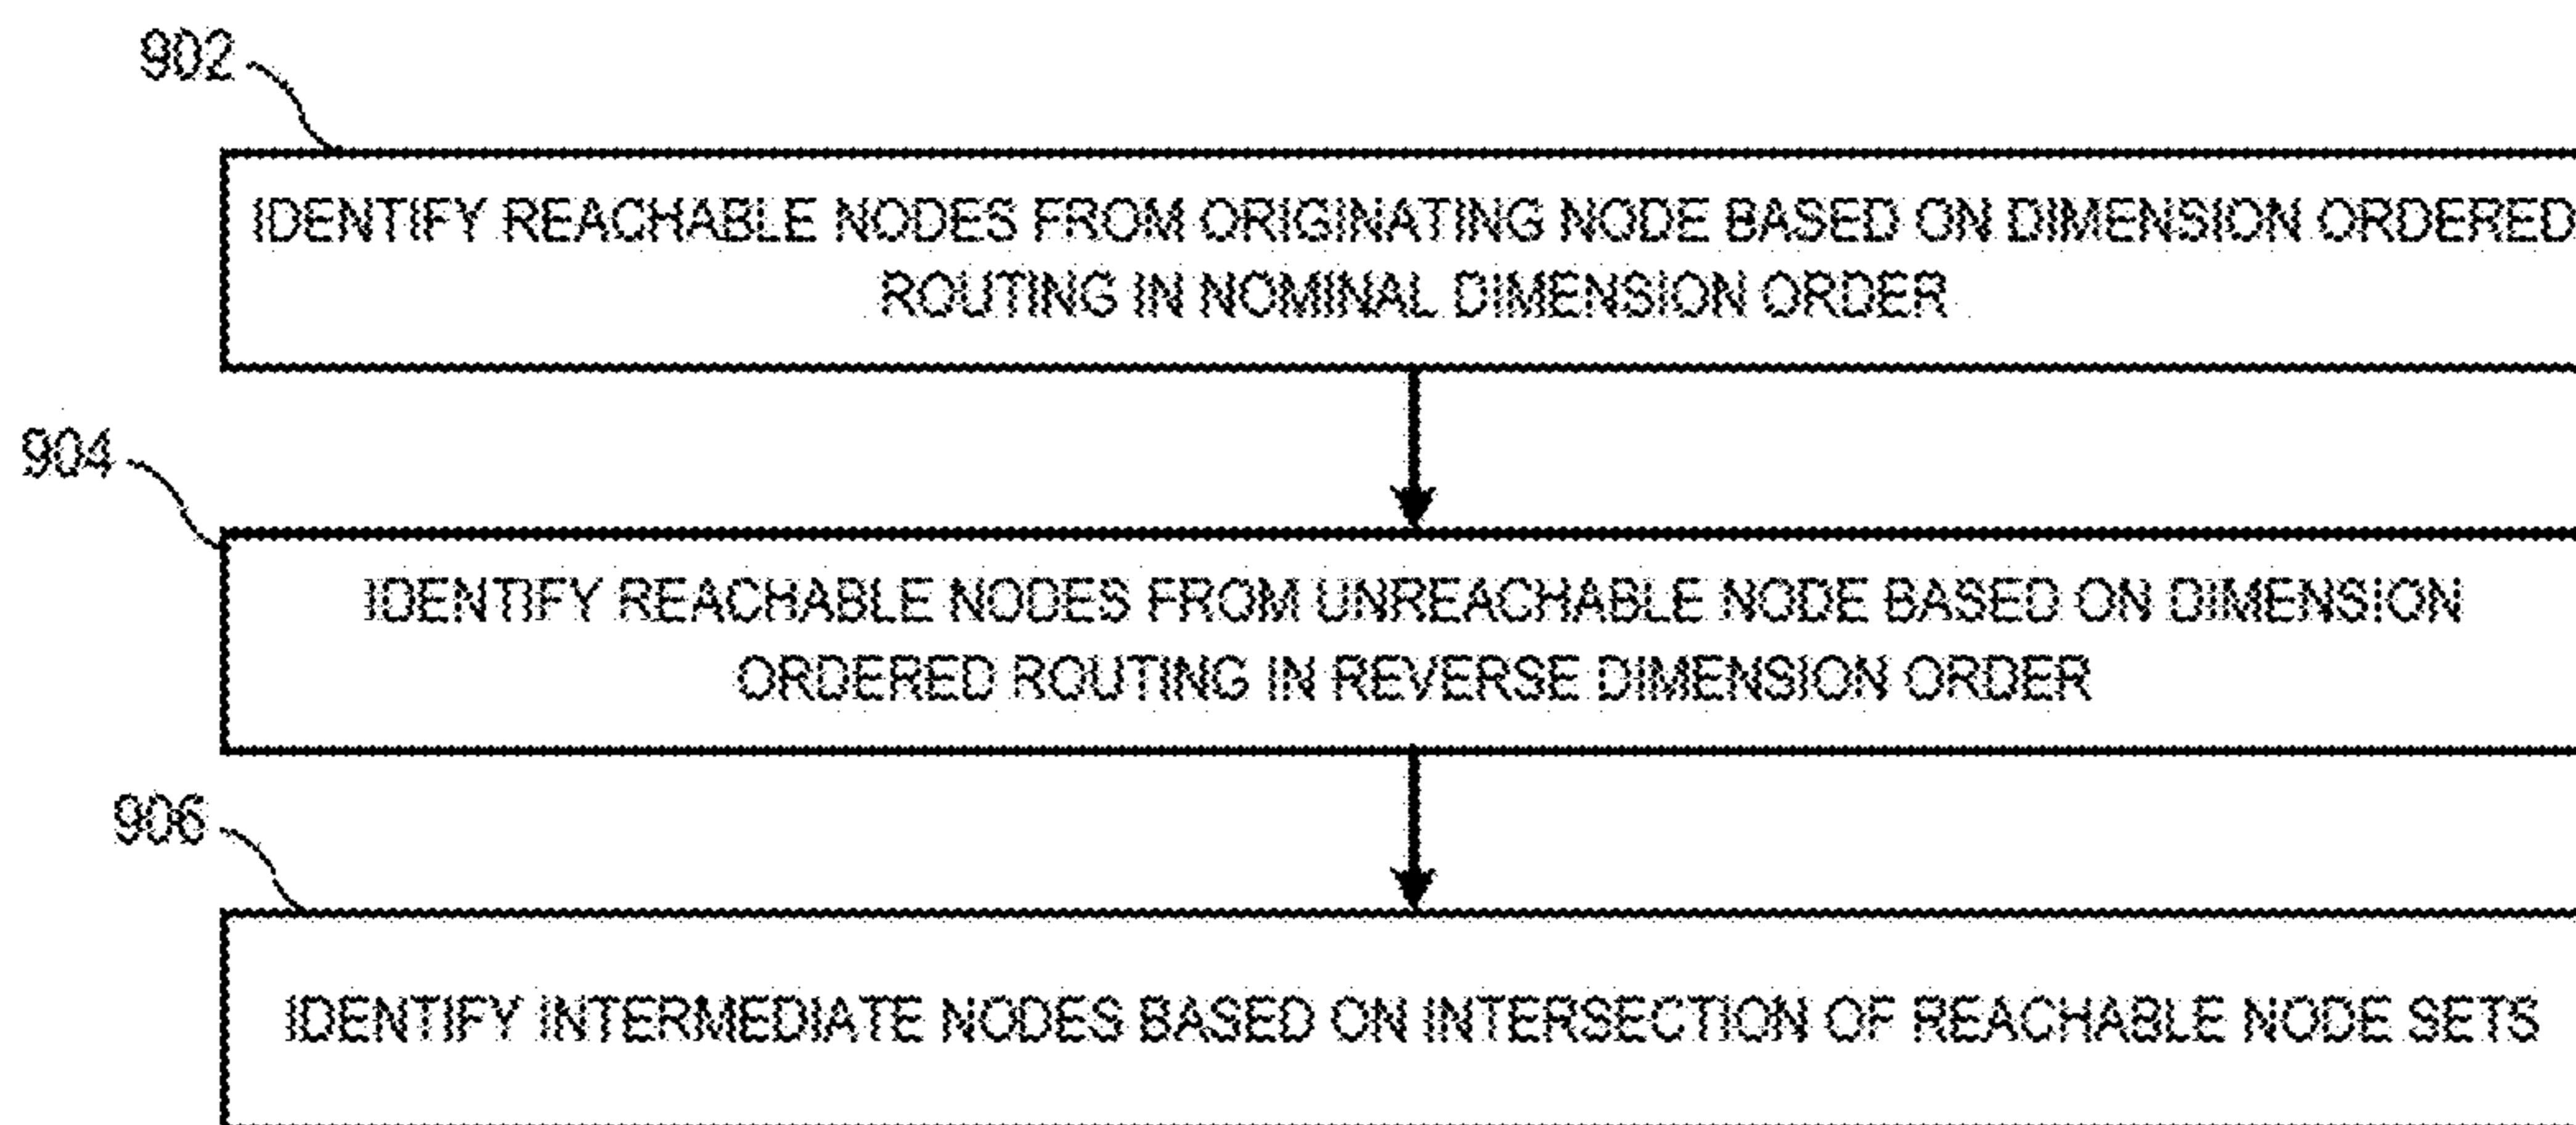 902
IDENTIFY REACHABLE NODES FROM ORIGINATING NODE BASED ON DIMENSION ORDERED
ROUTING IN NOMINAL DIMENSION ORDER
904
IDENTIFY REACHABLE NODES FROM UNREACHABLE NODE BASED ON DIMENSION
ORDERED ROUTING IN REVERSE DIMENSION ORDER
906
IDENTIFY INTERMEDIATE NODES BASED ON INTERSECTION OF REACHABLE NODE SETS